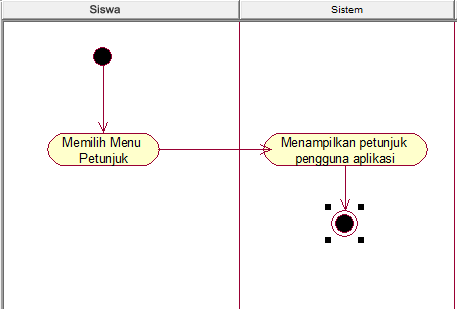 Siswa
Sistem
Memilih Menu
Petunjuk
Menampilkan petunjuk
pengguna aplikasi